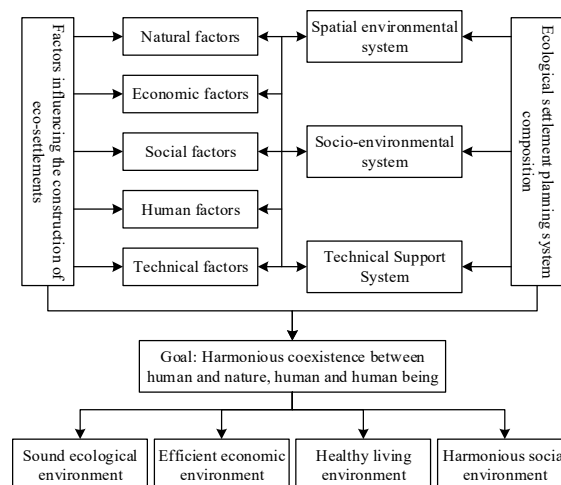 Factors influencing the construction of
eco-settlements
Natural factors
Economic factors
Social factors
Human factors
Technical factors
Spatial environmental
system
Socio-environmental
system
Technical Support
System
Ecological settlement planning system
composition
Goal: Harmonious coexistence between
human and nature, human and human being
Sound ecological
environment
Efficient economic
environment
Healthy living
environment
Harmonious social
environment